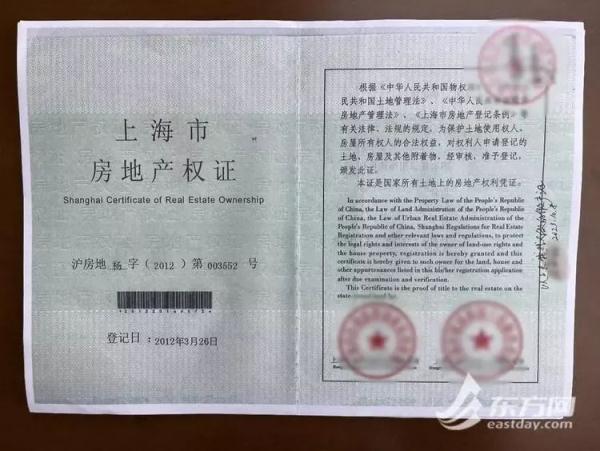 上海市
房地产权证
Shanghai Certificate of Real Estate Ownership
沪房地 杨 字 (2012) 第 003552 号
登记日: 2012年3月26日
根据《中华人民共和国物权
民共和国土地管理法》、《中华人
房地产管理法》、《上海市房地产登记条例》等
有关法律、法规的规定，为保护土地使用权人、
房屋所有权人的合法权益，对权利人申请登记的
土地、房屋及其他附着物，经审核，准予登记，
颁发此证。
本证是国家所有土地上的房地产权利凭证。
In accordance with the Property Law of the People's Republic
of China, the Law of Land Administration of the People's Republic
of China, the Law of Urban Real Estate Administration of the
People's Republic of China, Shanghai Regulations for Real Estate
Registration and other relevant laws and regulations, to protect
the legal rights and interests of the owner of land-use rights and
the house property, registration is hereby granted and this
certificate is hereby given to such owner for the land, house and
other appurtenances listed in this his/her registration application
after due examination and verification.
This Certificate is the proof of title to the real estate on
the state
东方网
eastday.com